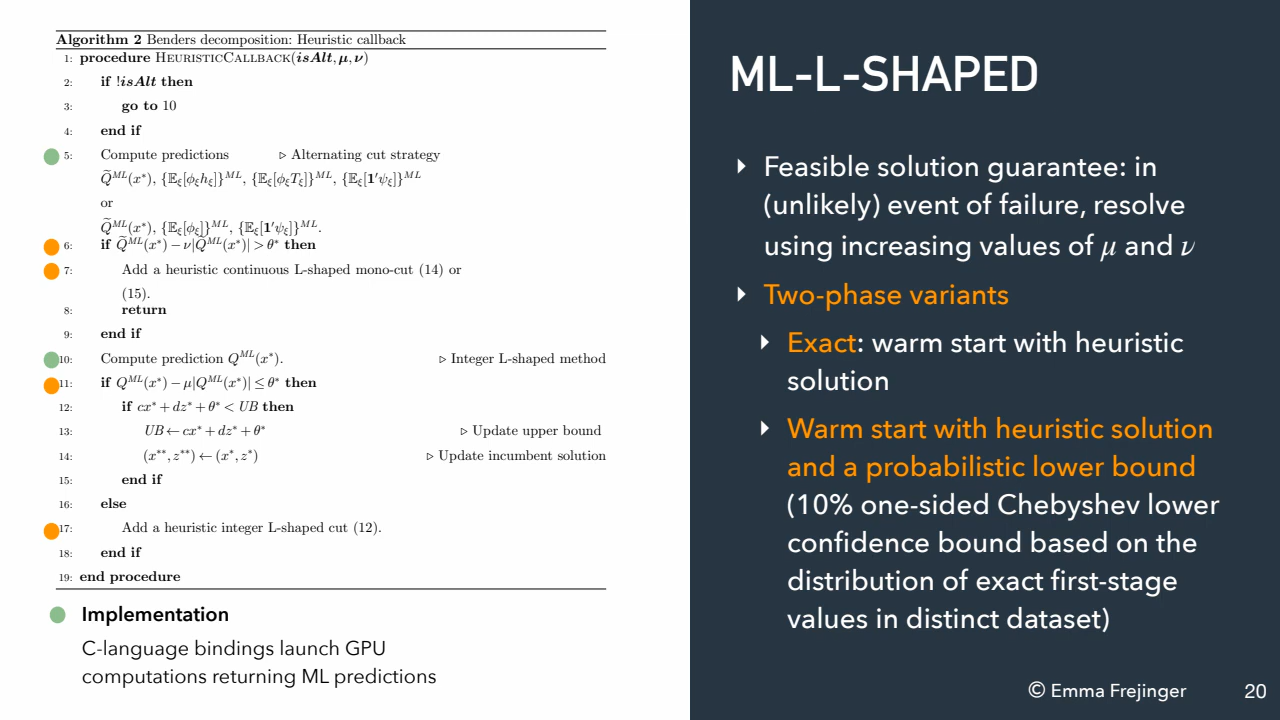 Algorithm 2 Benders decomposition: Heuristic callback
1: procedure HeuristicCallback(isAlt, μ, ν)
2: if !isAlt then
3: go to 10
4: end if
5: Compute predictions ▷ Alternating cut strategy
Q̃^ML(x*), {𝔼_ξ[ϕ_ξ h_ξ]}^ML, {𝔼_ξ[ϕ_ξ T_ξ]}^ML, {𝔼_ξ[1′ψ_ξ]}^ML
or
Q̃^ML(x*), {𝔼_ξ[ϕ_ξ]}^ML, {𝔼_ξ[1′ψ_ξ]}^ML.
6: if Q̃^ML(x*) − ν|Q̃^ML(x*)| > θ* then
7: Add a heuristic continuous L-shaped mono-cut (14) or
(15).
8: return
9: end if
10: Compute prediction Q^ML(x*). ▷ Integer L-shaped method
11: if Q^ML(x*) − μ|Q^ML(x*)| ≤ θ* then
12: if cx* + dz* + θ* < UB then
13: UB ← cx* + dz* + θ* ▷ Update upper bound
14: (x**, z**) ← (x*, z*) ▷ Update incumbent solution
15: end if
16: else
17: Add a heuristic integer L-shaped cut (12).
18: end if
19: end procedure
Implementation
C-language bindings launch GPU
computations returning ML predictions
ML-L-SHAPED
Feasible solution guarantee: in
(unlikely) event of failure, resolve
using increasing values of μ and ν
Two-phase variants
Exact: warm start with heuristic
solution
Warm start with heuristic solution
and a probabilistic lower bound
(10% one-sided Chebyshev lower
confidence bound based on the
distribution of exact first-stage
values in distinct dataset)
© Emma Frejinger 20